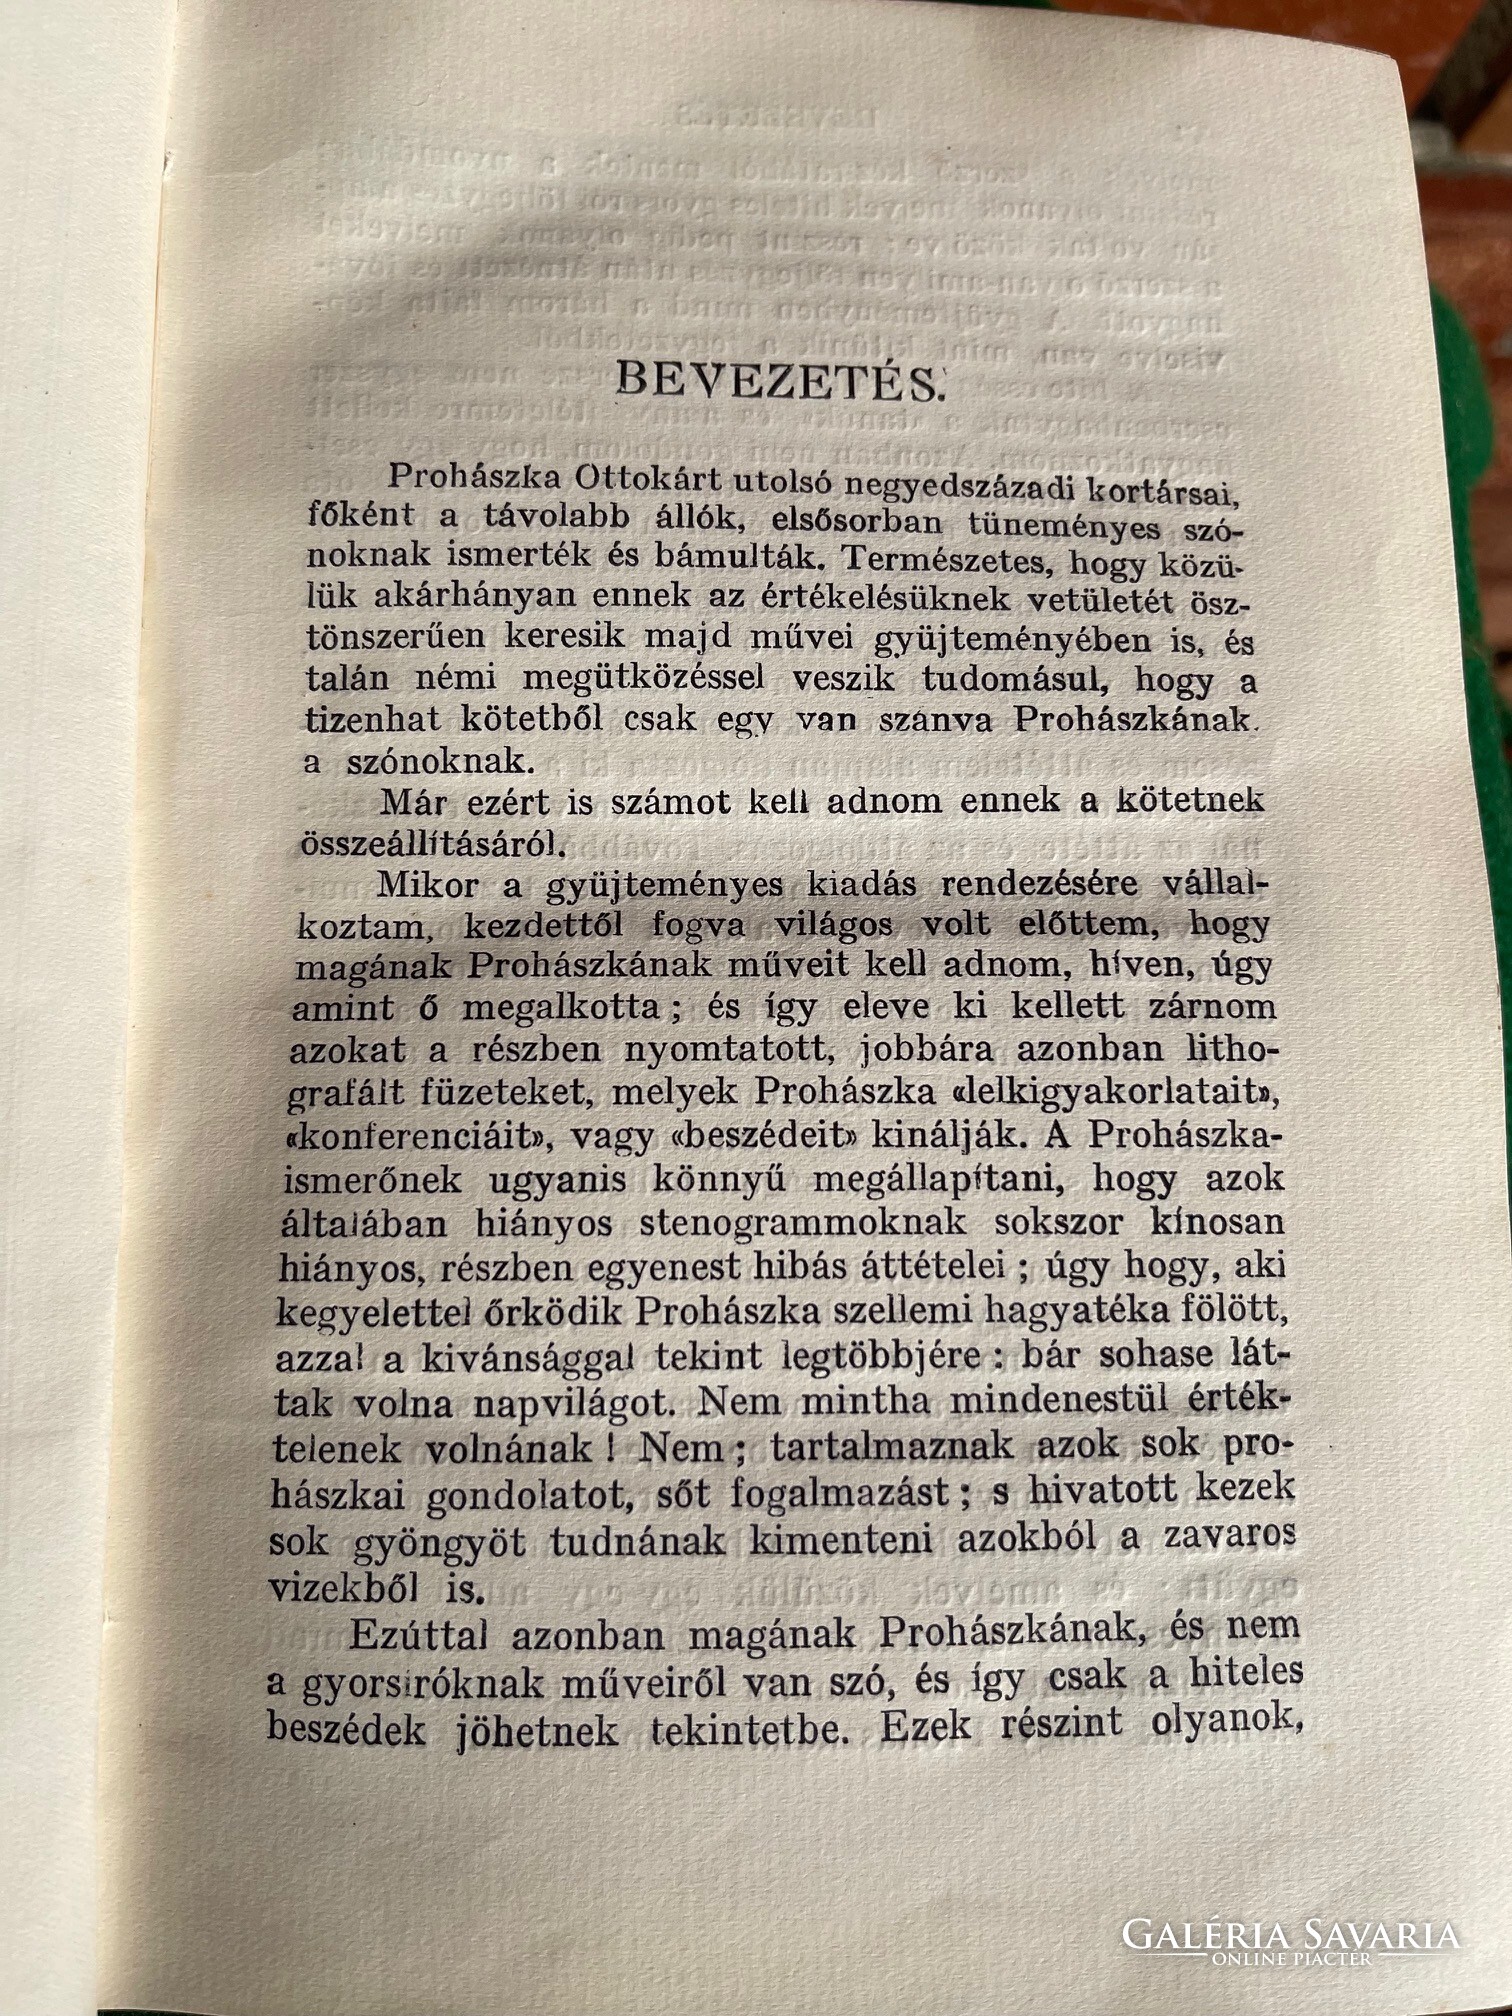 BEVEZETÉS.
Prohászka Ottokárt utolsó negyedszázadi kortársai,
főként a távolabb állók, elsősorban tüneményes szó-
noknak ismerték és bámulták. Természetes, hogy közü-
lük akárhányan ennek az értékelésüknek vetületét ösz-
tönszerűen keresik majd művei gyüjteményében is, és
talán némi megütközéssel veszik tudomásul, hogy a
tizenhat kötetből csak egy van szánva Prohászkának,
a szónoknak.
Már ezért is számot kell adnom ennek a kötetnek
összeállításáról.
Mikor a gyüjteményes kiadás rendezésére vállal-
koztam, kezdettől fogva világos volt előttem, hogy
magának Prohászkának műveit kell adnom, híven, úgy
amint ő megalkotta; és így eleve ki kellett zárnom
azokat a részben nyomtatott, jobbára azonban litho-
grafált füzeteket, melyek Prohászka «lelkigyakorlatait»,
«konferenciáit», vagy «beszédeit» kinálják. A Prohászka-
ismerőnek ugyanis könnyű megállapítani, hogy azok
általában hiányos stenogrammoknak sokszor kínosan
hiányos, részben egyenest hibás áttételei; úgy hogy, aki
kegyelettel őrködik Prohászka szellemi hagyatéka fölött,
azzal a kivánsággal tekint legtöbbjére: bár sohase lát-
tak volna napvilágot. Nem mintha mindenestül érték-
telenek volnának! Nem; tartalmaznak azok sok pro-
hászkai gondolatot, sőt fogalmazást; s hivatott kezek
sok gyöngyöt tudnának kimenteni azokból a zavaros
vizekből is.
Ezúttal azonban magának Prohászkának, és nem
a gyorsíróknak műveiről van szó, és így csak a hiteles
beszédek jöhetnek tekintetbe. Ezek részint olyanok,
GALÉRIA SAVARIA
ONLINE PIACTÉR